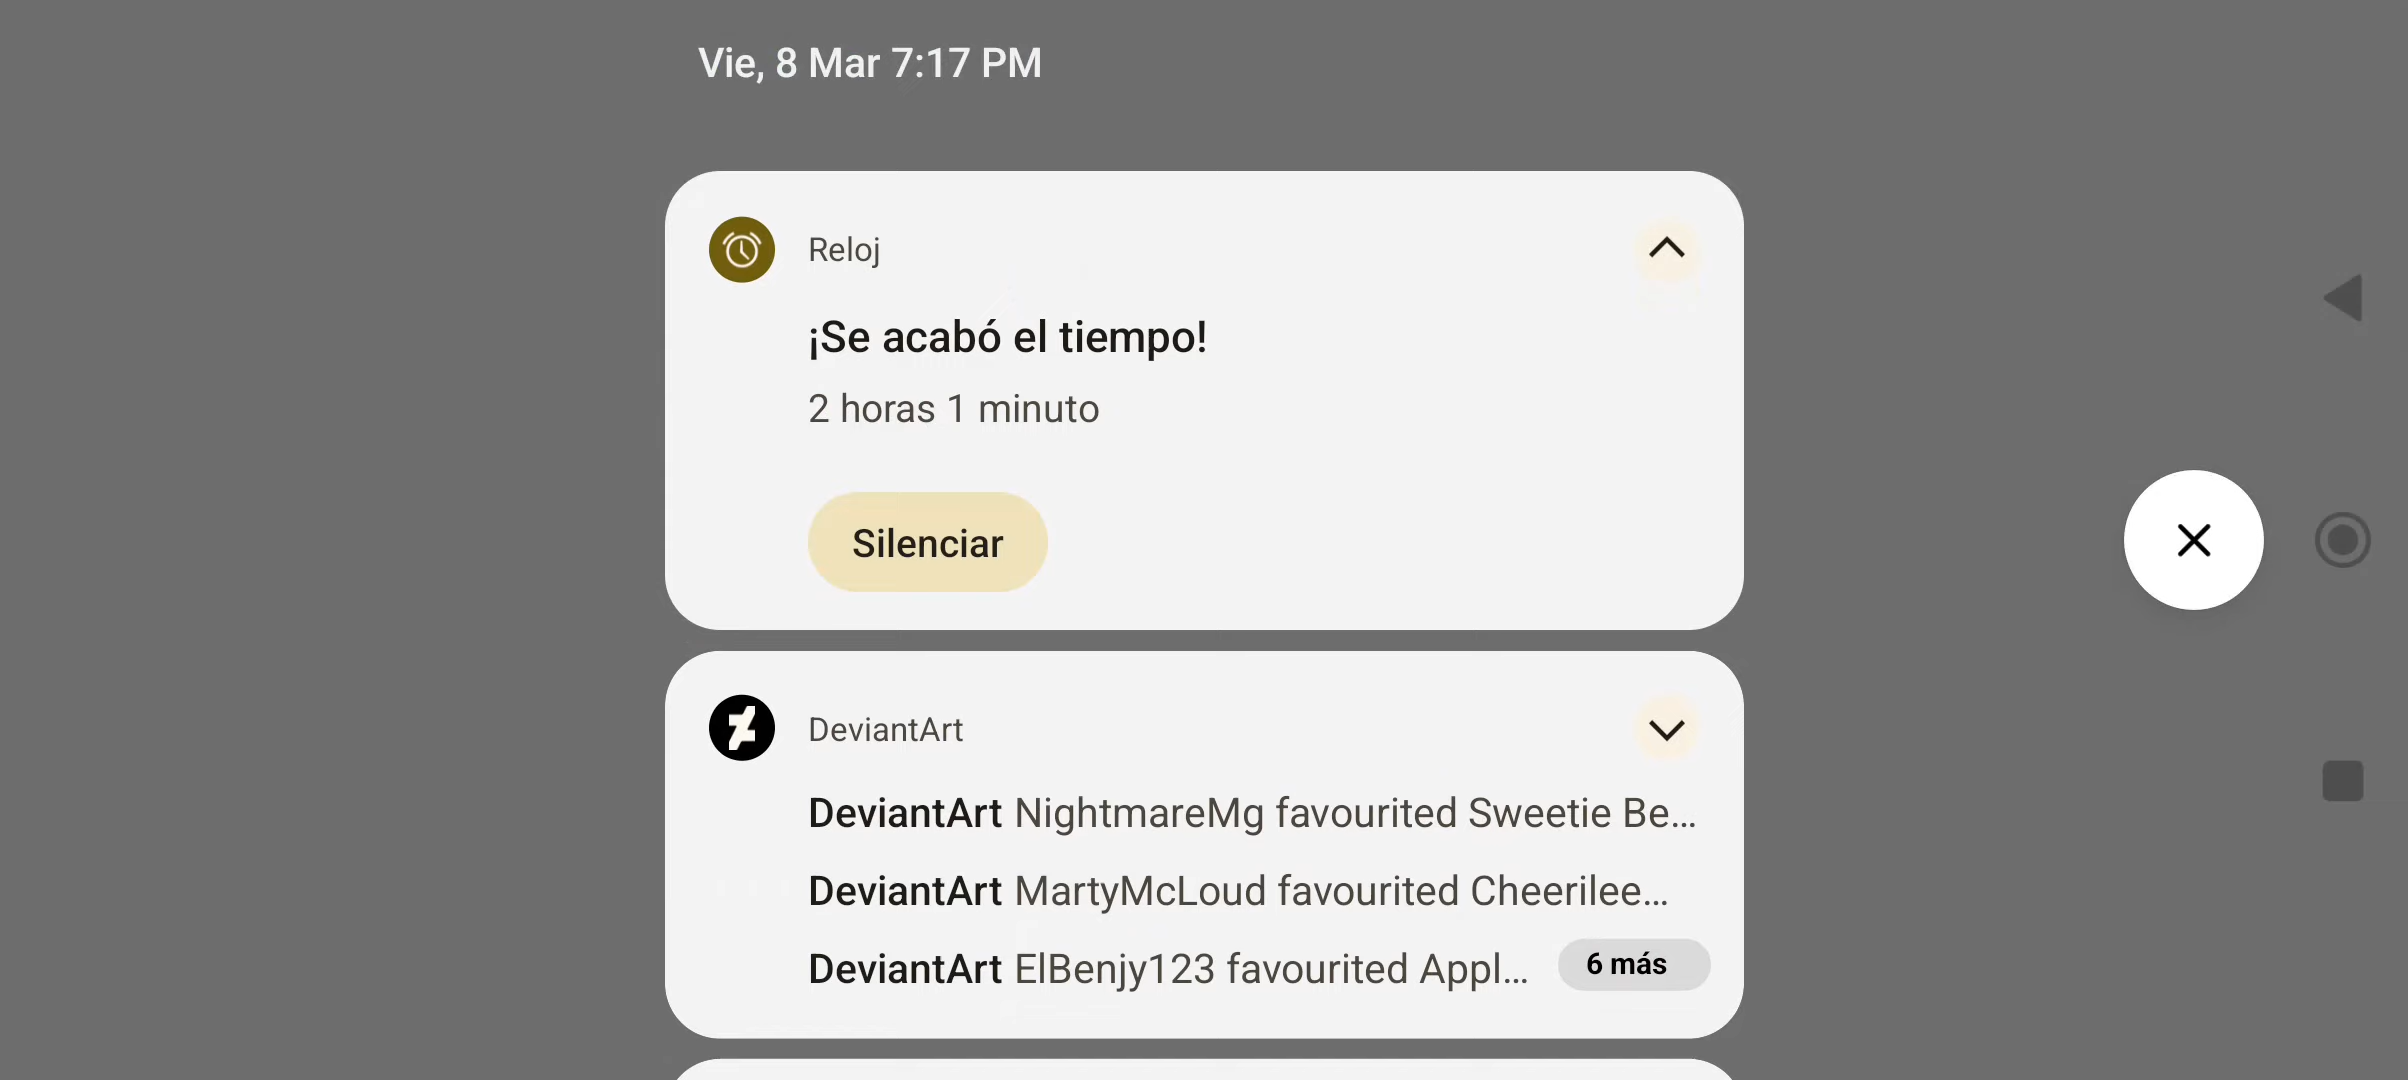 Vie, 8 Mar 7:17 PM
Reloj
¡Se acabó el tiempo!
2 horas 1 minuto
Silenciar
DeviantArt
DeviantArt NightmareMg favourited Sweetie Be…
DeviantArt MartyMcLoud favourited Cheerilee…
DeviantArt ElBenjy123 favourited Appl… 6 más